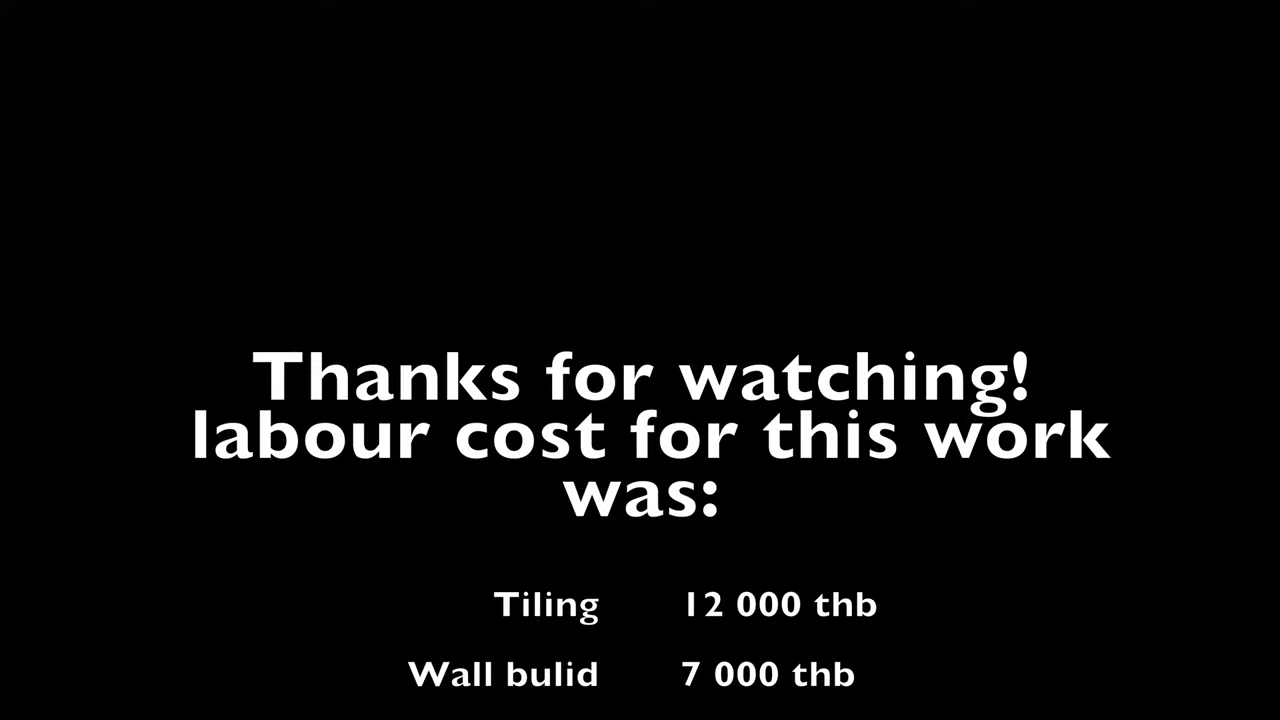 Thanks for watching!
labour cost for this work
was:
Tiling 12 000 thb
Wall bulid 7 000 thb